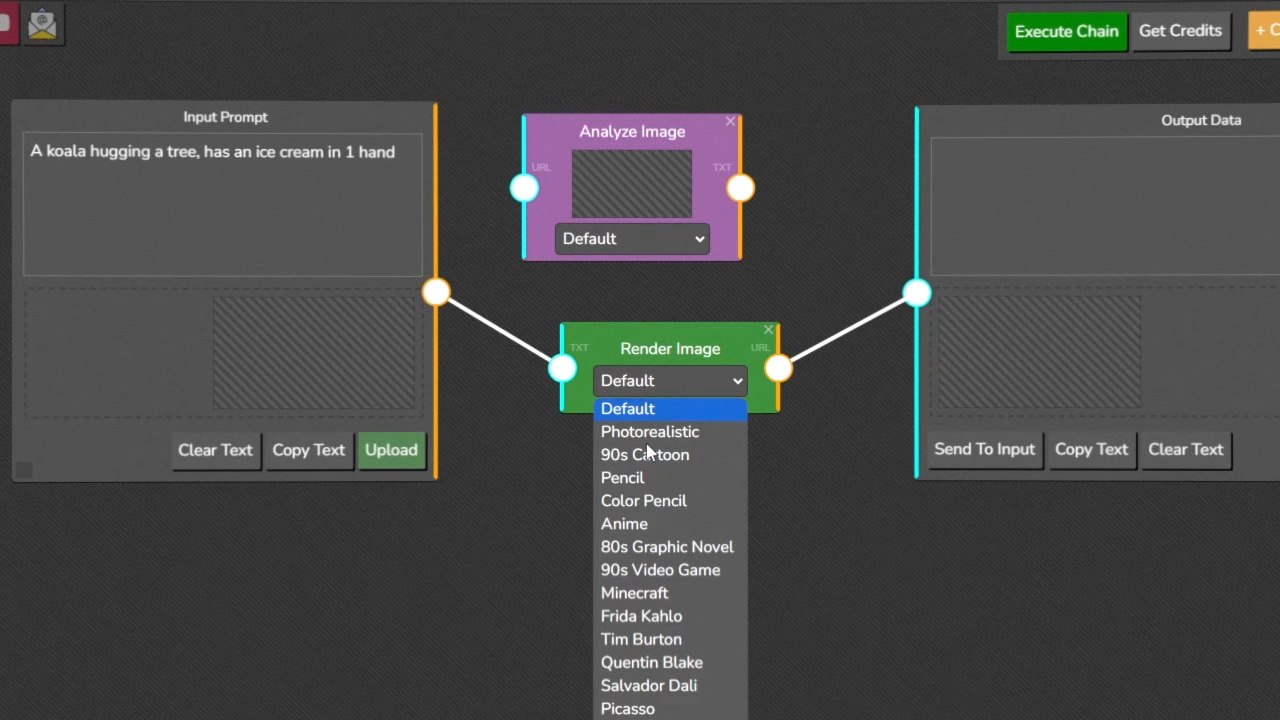 Execute Chain
Get Credits
+ C
Input Prompt
A koala hugging a tree, has an ice cream in 1 hand
Clear Text
Copy Text
Upload
Analyze Image
URL
TXT
Default
TXT
Render Image
URL
Default
Default
Photorealistic
90s Cartoon
Pencil
Color Pencil
Anime
80s Graphic Novel
90s Video Game
Minecraft
Frida Kahlo
Tim Burton
Quentin Blake
Salvador Dali
Picasso
Output Data
Send To Input
Copy Text
Clear Text